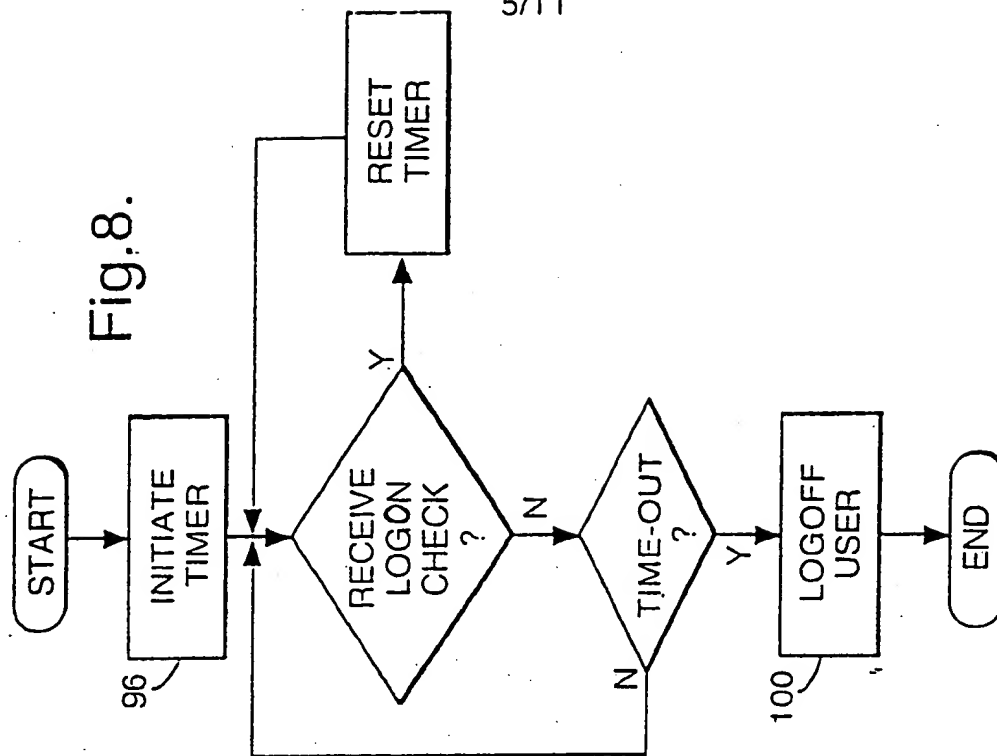 5/11
Fig.8.
START
INITIATE
TIMER
96
RESET
TIMER
RECEIVE
LOGON
CHECK
?
Y
N
TIME-OUT
?
N
Y
LOGOFF
USER
100
END